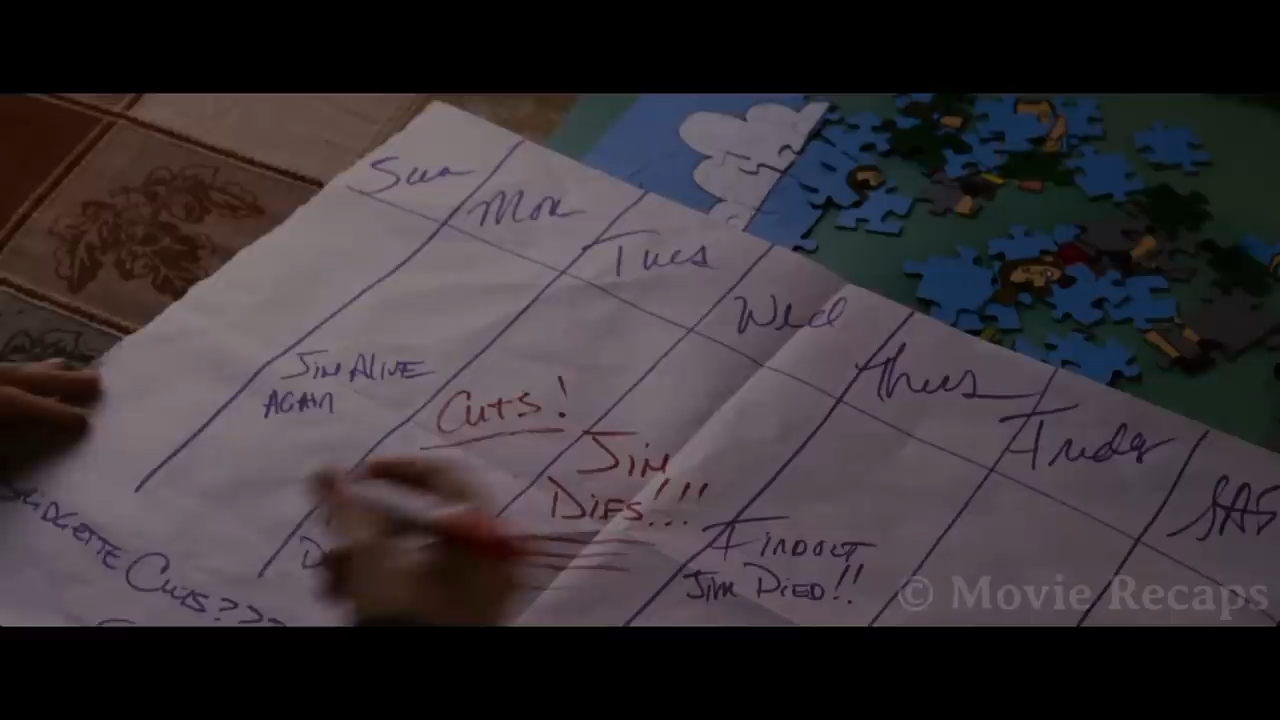 Sun
Mon
Tues
Wed
Thurs
Friday
SAT
JIM ALIVE
AGAIN
CUTS!
JIM
DIES!!!
FIND OUT
JIM DIED!!
CUTS???
© Movie Recaps